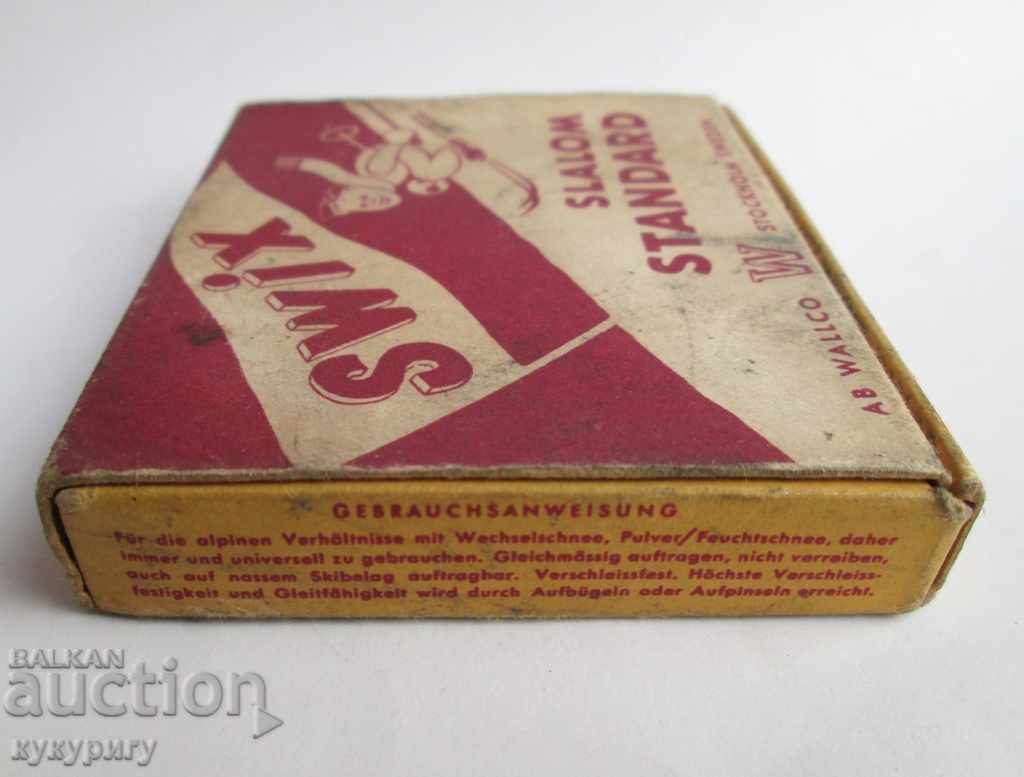 SWiX
SLALOM
STANDARD
AB WALLCO W STOCKHOLM SWEDEN
GEBRAUCHSANWEISUNG
Für die alpinen Verhältnisse mit Wechselschnee, Pulver/Feuchtschnee, daher
immer und universell zu gebrauchen. Gleichmässig auftragen, nicht verreiben,
auch auf nassem Skibelag auftragbar. Verschleissfest. Höchste Verschleiss-
festigkeit und Gleitfähigkeit wird durch Aufbügeln oder Aufpinseln erreicht.
BALKAN
auction
кукуригу